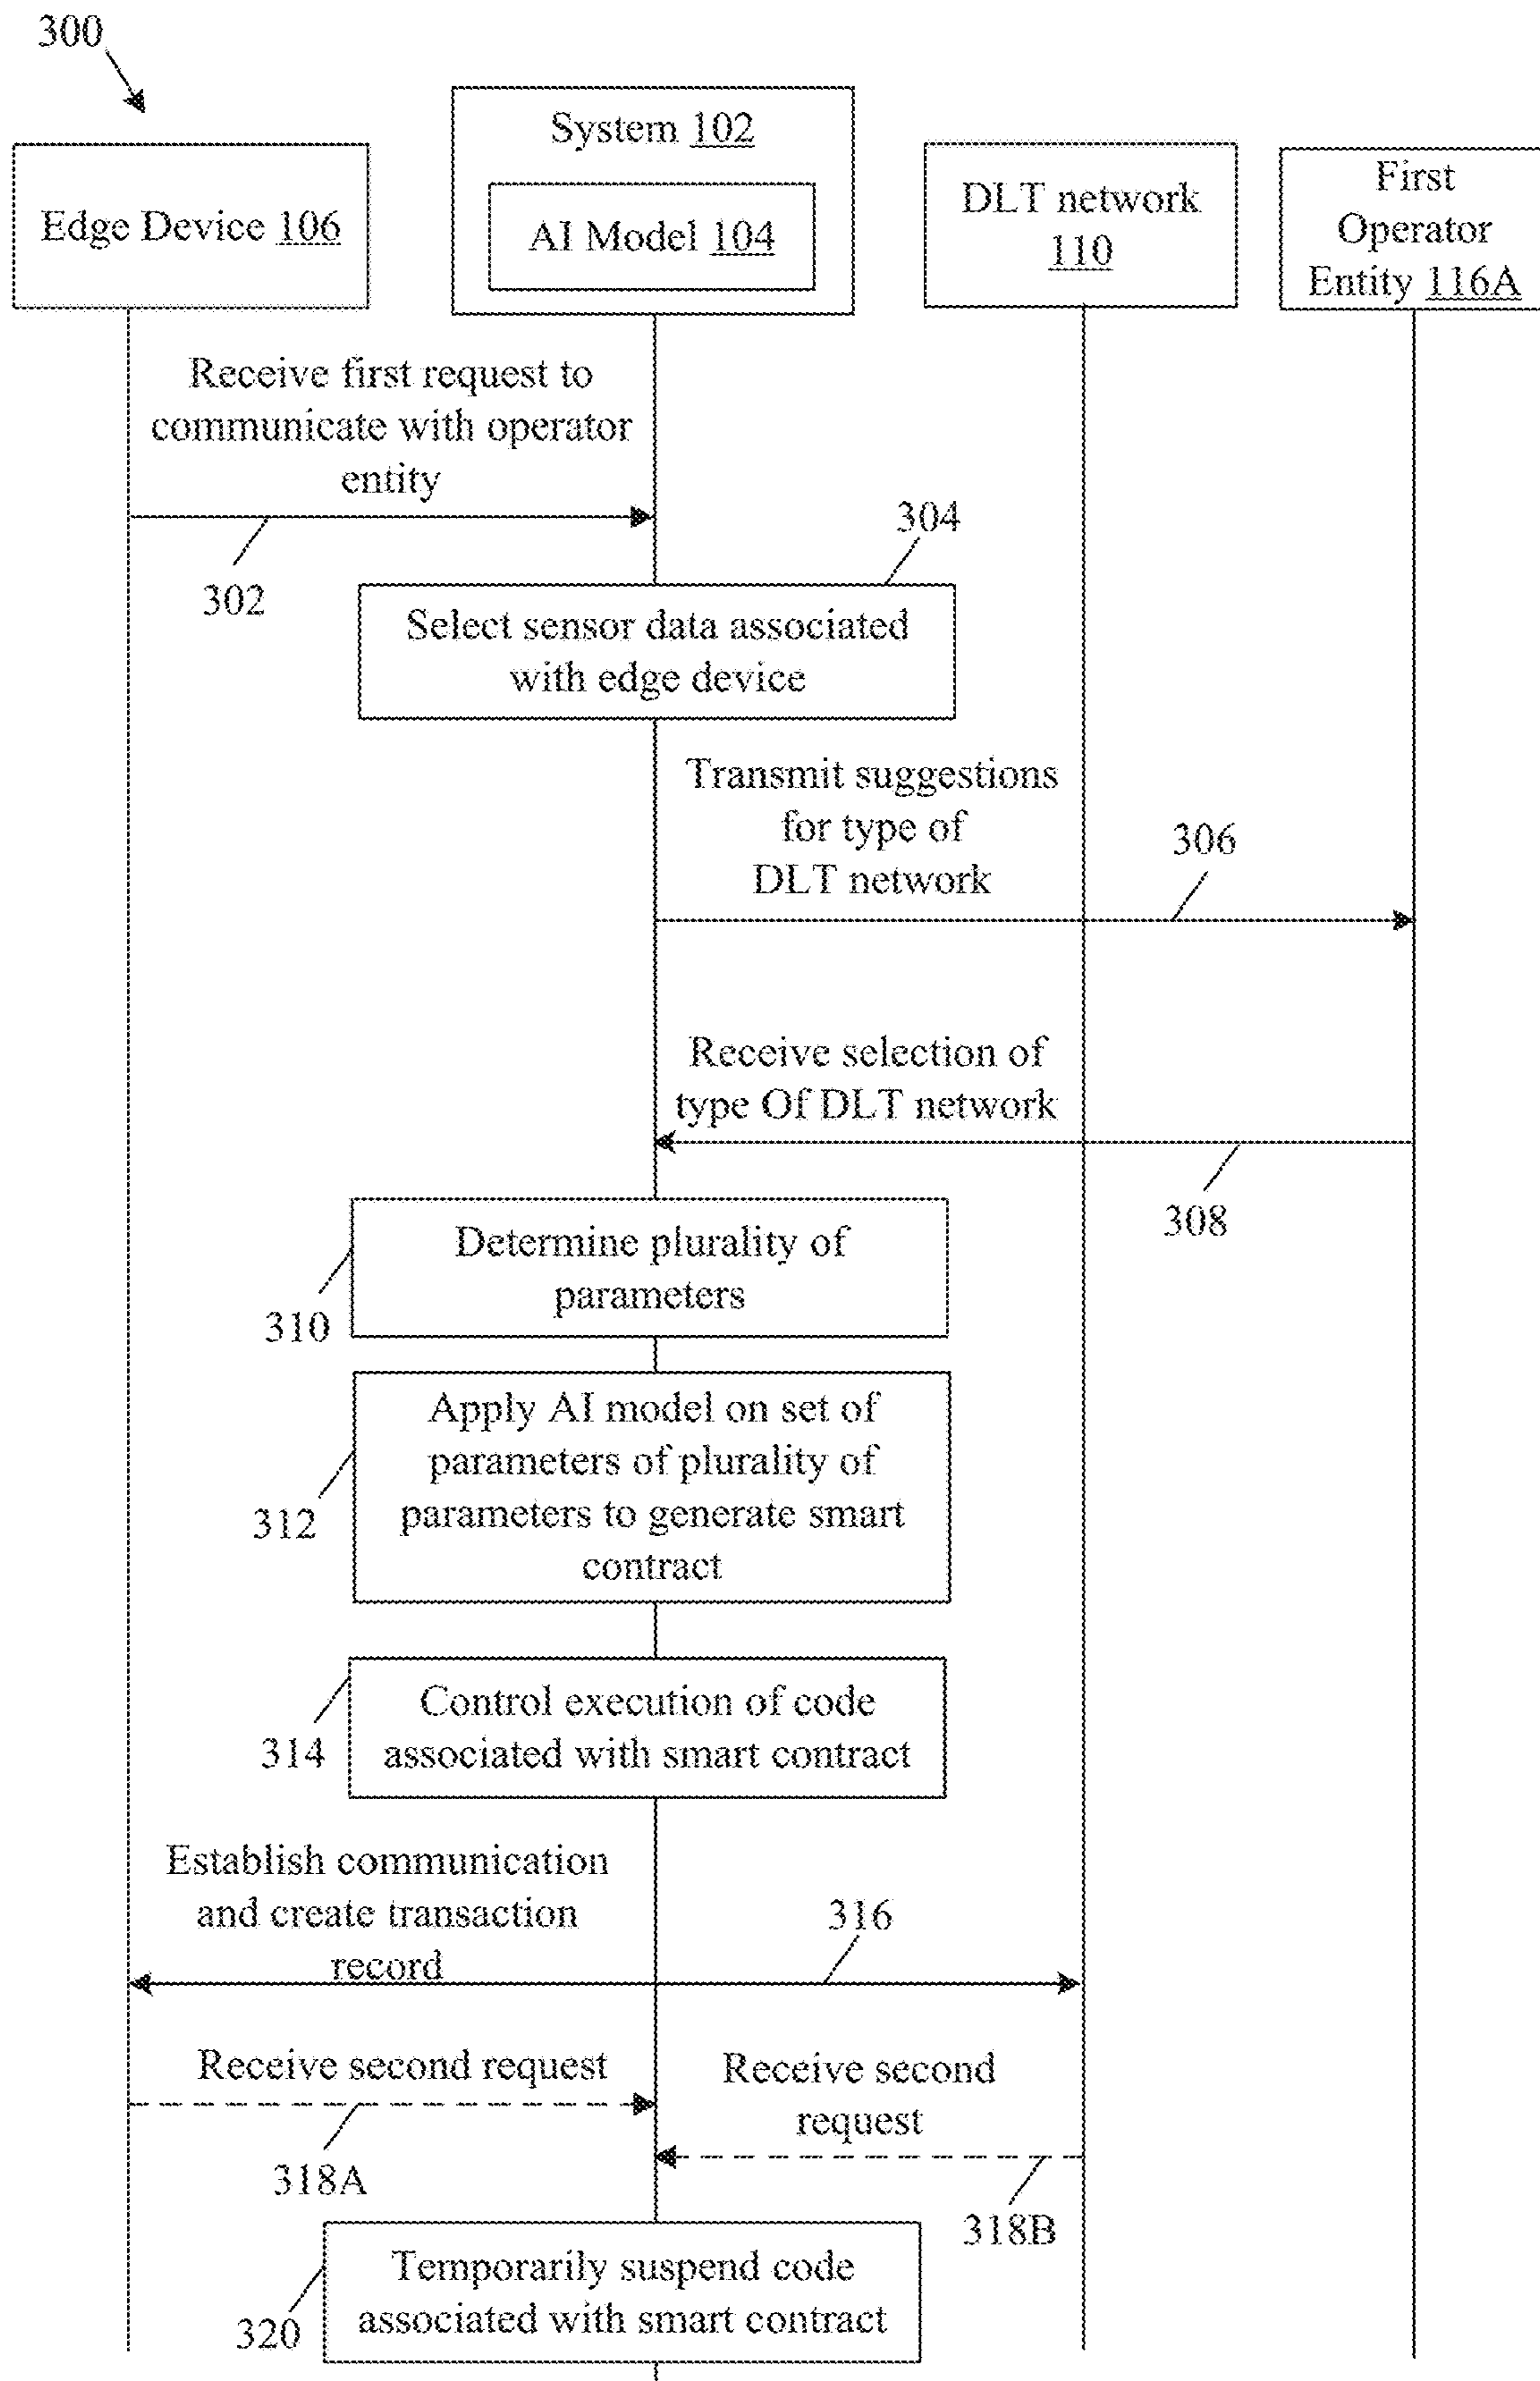 300
Edge Device 106
System 102
AI Model 104
DLT network
110
First
Operator
Entity 116A
Receive first request to
communicate with operator
entity
302
304
Select sensor data associated
with edge device
Transmit suggestions
for type of
DLT network
306
Receive selection of
type Of DLT network
308
Determine plurality of
parameters
310
Apply AI model on set of
parameters of plurality of
parameters to generate smart
contract
312
Control execution of code
associated with smart contract
314
Establish communication
and create transaction
record
316
Receive second request
318A
Receive second
request
318B
Temporarily suspend code
associated with smart contract
320